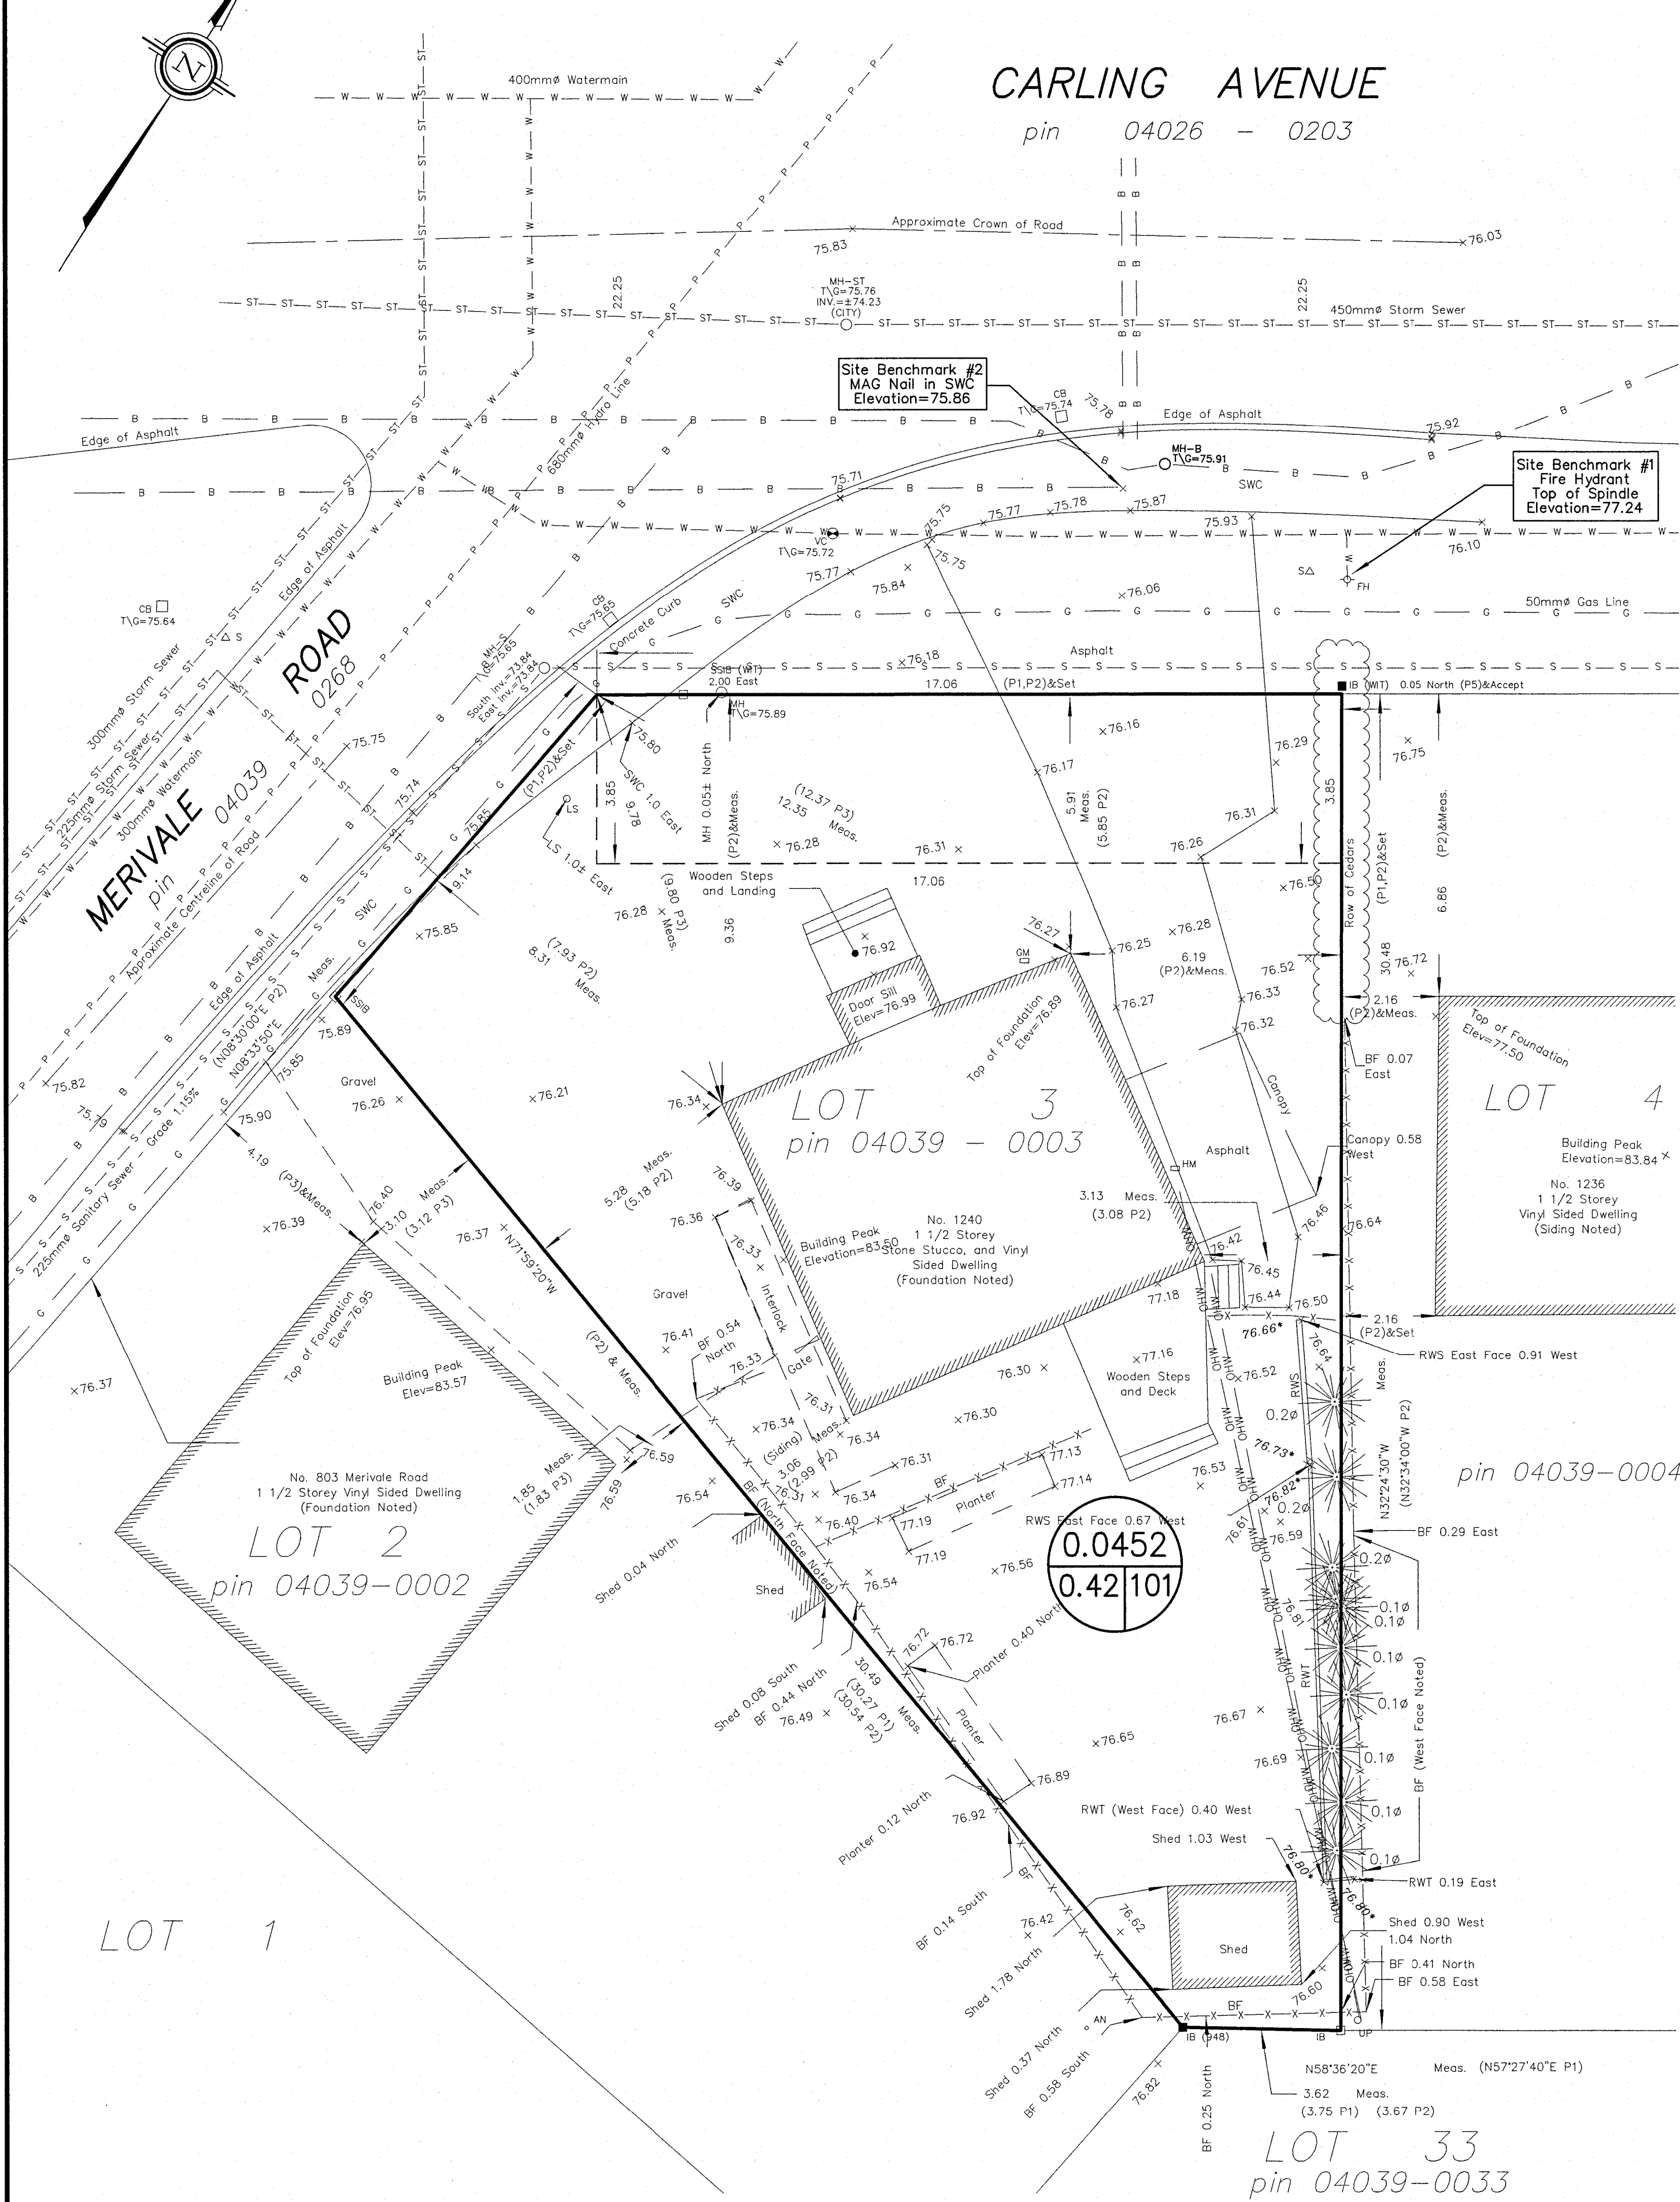 N
CARLING AVENUE
pin 04026 - 0203
400mmø Watermain
Approximate Crown of Road
75.83
76.03
22.25
MH-ST
T\G=75.76
INV.=±74.23
(CITY)
22.25
450mmø Storm Sewer
Site Benchmark #2
MAG Nail in SWC
Elevation=75.86
CB
T\G=75.74
75.78
Edge of Asphalt
75.92
Edge of Asphalt
680mmø Hydro Line
MH-B
T\G=75.91
SWC
Site Benchmark #1
Fire Hydrant
Top of Spindle
Elevation=77.24
75.71
75.75
75.77
75.78
75.87
75.93
76.10
VC
T\G=75.72
75.75
75.77
75.84
76.06
S
FH
50mmø Gas Line
Edge of Asphalt
CB
T\G=75.64
S
CB
T\G=75.65
Concrete Curb
SWC
Asphalt
300mmø Storm Sewer
225mmø Storm Sewer
300mmø Watermain
MERIVALE ROAD
pin 04039 0268
Approximate Centreline of Road
MH-S
T\G=75.65
South Inv.=73.84
East Inv.=73.84
SSIB (WIT)
2.00 East
76.18
17.06 (P1,P2)&Set
IB (WIT) 0.05 North (P5)&Accept
MH
T\G=75.89
76.16
76.29
76.75
75.75
75.80
(P1,P2)&Set
SWC 1.0 East
3.85
9.78
MH 0.05± North
(P2)&Meas.
(12.37 P3)
12.35 Meas.
76.17
5.91
Meas.
(5.85 P2)
3.85
76.31
(P2)&Meas.
75.74
75.85
LS
LS 1.0± East
76.28
76.31
76.26
Row of Cedars
(P1,P2)&Set
9.14
Wooden Steps
and Landing
17.06
76.50
6.86
SWC
76.28
(9.80 P3)
Meas.
9.36
76.92
76.27
GM
76.25
76.28
6.19
(P2)&Meas.
76.52
30.48
76.72
75.85
(7.93 P2)
8.31 Meas.
Door Sill
Elev=76.99
Top of Foundation
Elev=76.89
76.27
76.33
76.32
2.16
(P2)&Meas.
Top of Foundation
Elev=77.50
SSIB
75.89
Edge of Asphalt
(N08°30'00"E P2)
N08°33'50"E Meas.
75.85
BF 0.07
East
75.82
75.79
75.90
Gravel
76.26
76.21
76.34
LOT 3
pin 04039 - 0003
Canopy
LOT 4
225mmø Sanitary Sewer - Grade 1.15%
4.19 (P3)&Meas.
Asphalt
Canopy 0.58
West
Building Peak
Elevation=83.84
No. 1236
1 1/2 Storey
Vinyl Sided Dwelling
(Siding Noted)
HM
5.28 Meas.
(5.18 P2)
76.39
3.13 Meas.
(3.08 P2)
76.46
76.64
76.39
76.40
3.10 Meas.
(3.12 P3)
76.37
N71°59'20"W
(P2) & Meas.
76.36
76.33
Interlock
Building Peak
Elevation=83.50
No. 1240
1 1/2 Storey
Stone Stucco, and Vinyl
Sided Dwelling
(Foundation Noted)
76.42
76.45
76.44
76.50
Gravel
77.18
76.66*
2.16
(P2)&Set
Top of Foundation
Elev=76.95
Building Peak
Elev=83.57
76.41
BF 0.54
North
76.33
Gate
76.31
76.30
77.16
Wooden Steps
and Deck
76.52
RWS
76.64
RWS East Face 0.91 West
76.37
0.2ø
Meas.
76.34
(Siding)
3.06 Meas.
(2.99 P2)
76.34
76.30
76.31
BF
77.13
76.73*
N32°24'30"W
(N32°34'00"W P2)
pin 04039-0004
No. 803 Merivale Road
1 1/2 Storey Vinyl Sided Dwelling
(Foundation Noted)
1.85 Meas.
(1.83 P3)
76.59
76.59
76.54
76.31
76.34
Planter
77.14
76.53
76.82*
0.2ø
76.61
76.59
LOT 2
pin 04039-0002
76.40
77.19
77.19
RWS East Face 0.67 West
0.0452
0.42 101
BF 0.29 East
BF (North Face Noted)
Shed 0.04 North
Shed
76.54
76.56
0.2ø
76.81
0.1ø
0.1ø
76.72
76.72
Planter 0.40 North
0.1ø
Shed 0.08 South
BF 0.44 North
76.49
30.49 Meas.
(30.27 P1)
(30.54 P2)
Planter
76.67
76.65
RWT
0.1ø
BF (West Face Noted)
76.69
0.1ø
76.89
76.92
Planter 0.12 North
RWT (West Face) 0.40 West
0.1ø
Shed 1.03 West
76.80*
0.1ø
RWT 0.19 East
76.80*
BF
BF 0.14 South
76.42
76.62
LOT 1
Shed 1.78 North
Shed
Shed 0.90 West
1.04 North
BF 0.41 North
BF 0.58 East
76.60
BF
Shed 0.37 North
AN
IB (948)
IB
UP
BF 0.58 South
76.82
BF 0.25 North
N58°36'20"E Meas. (N57°27'40"E P1)
3.62 Meas.
(3.75 P1) (3.67 P2)
LOT 33
pin 04039-0033